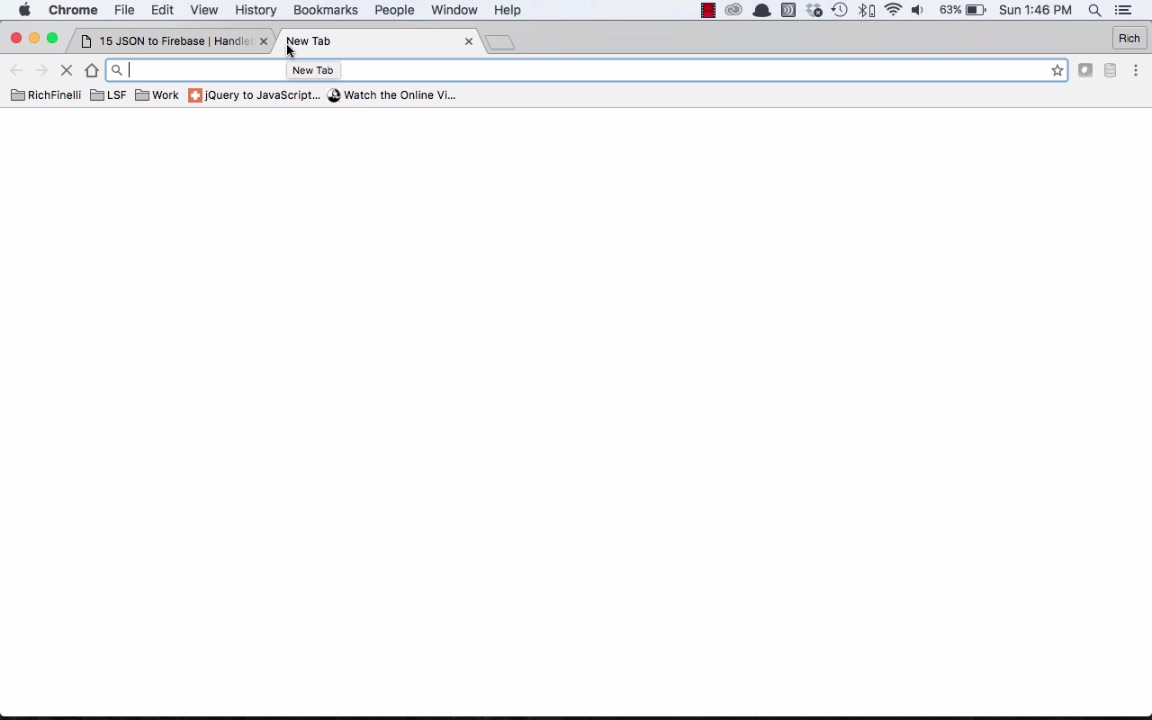 Chrome File Edit View History Bookmarks People Window Help 63% Sun 1:46 PM
15 JSON to Firebase | Handleb New Tab Rich
New Tab
RichFinelli LSF Work jQuery to JavaScript... Watch the Online Vi...